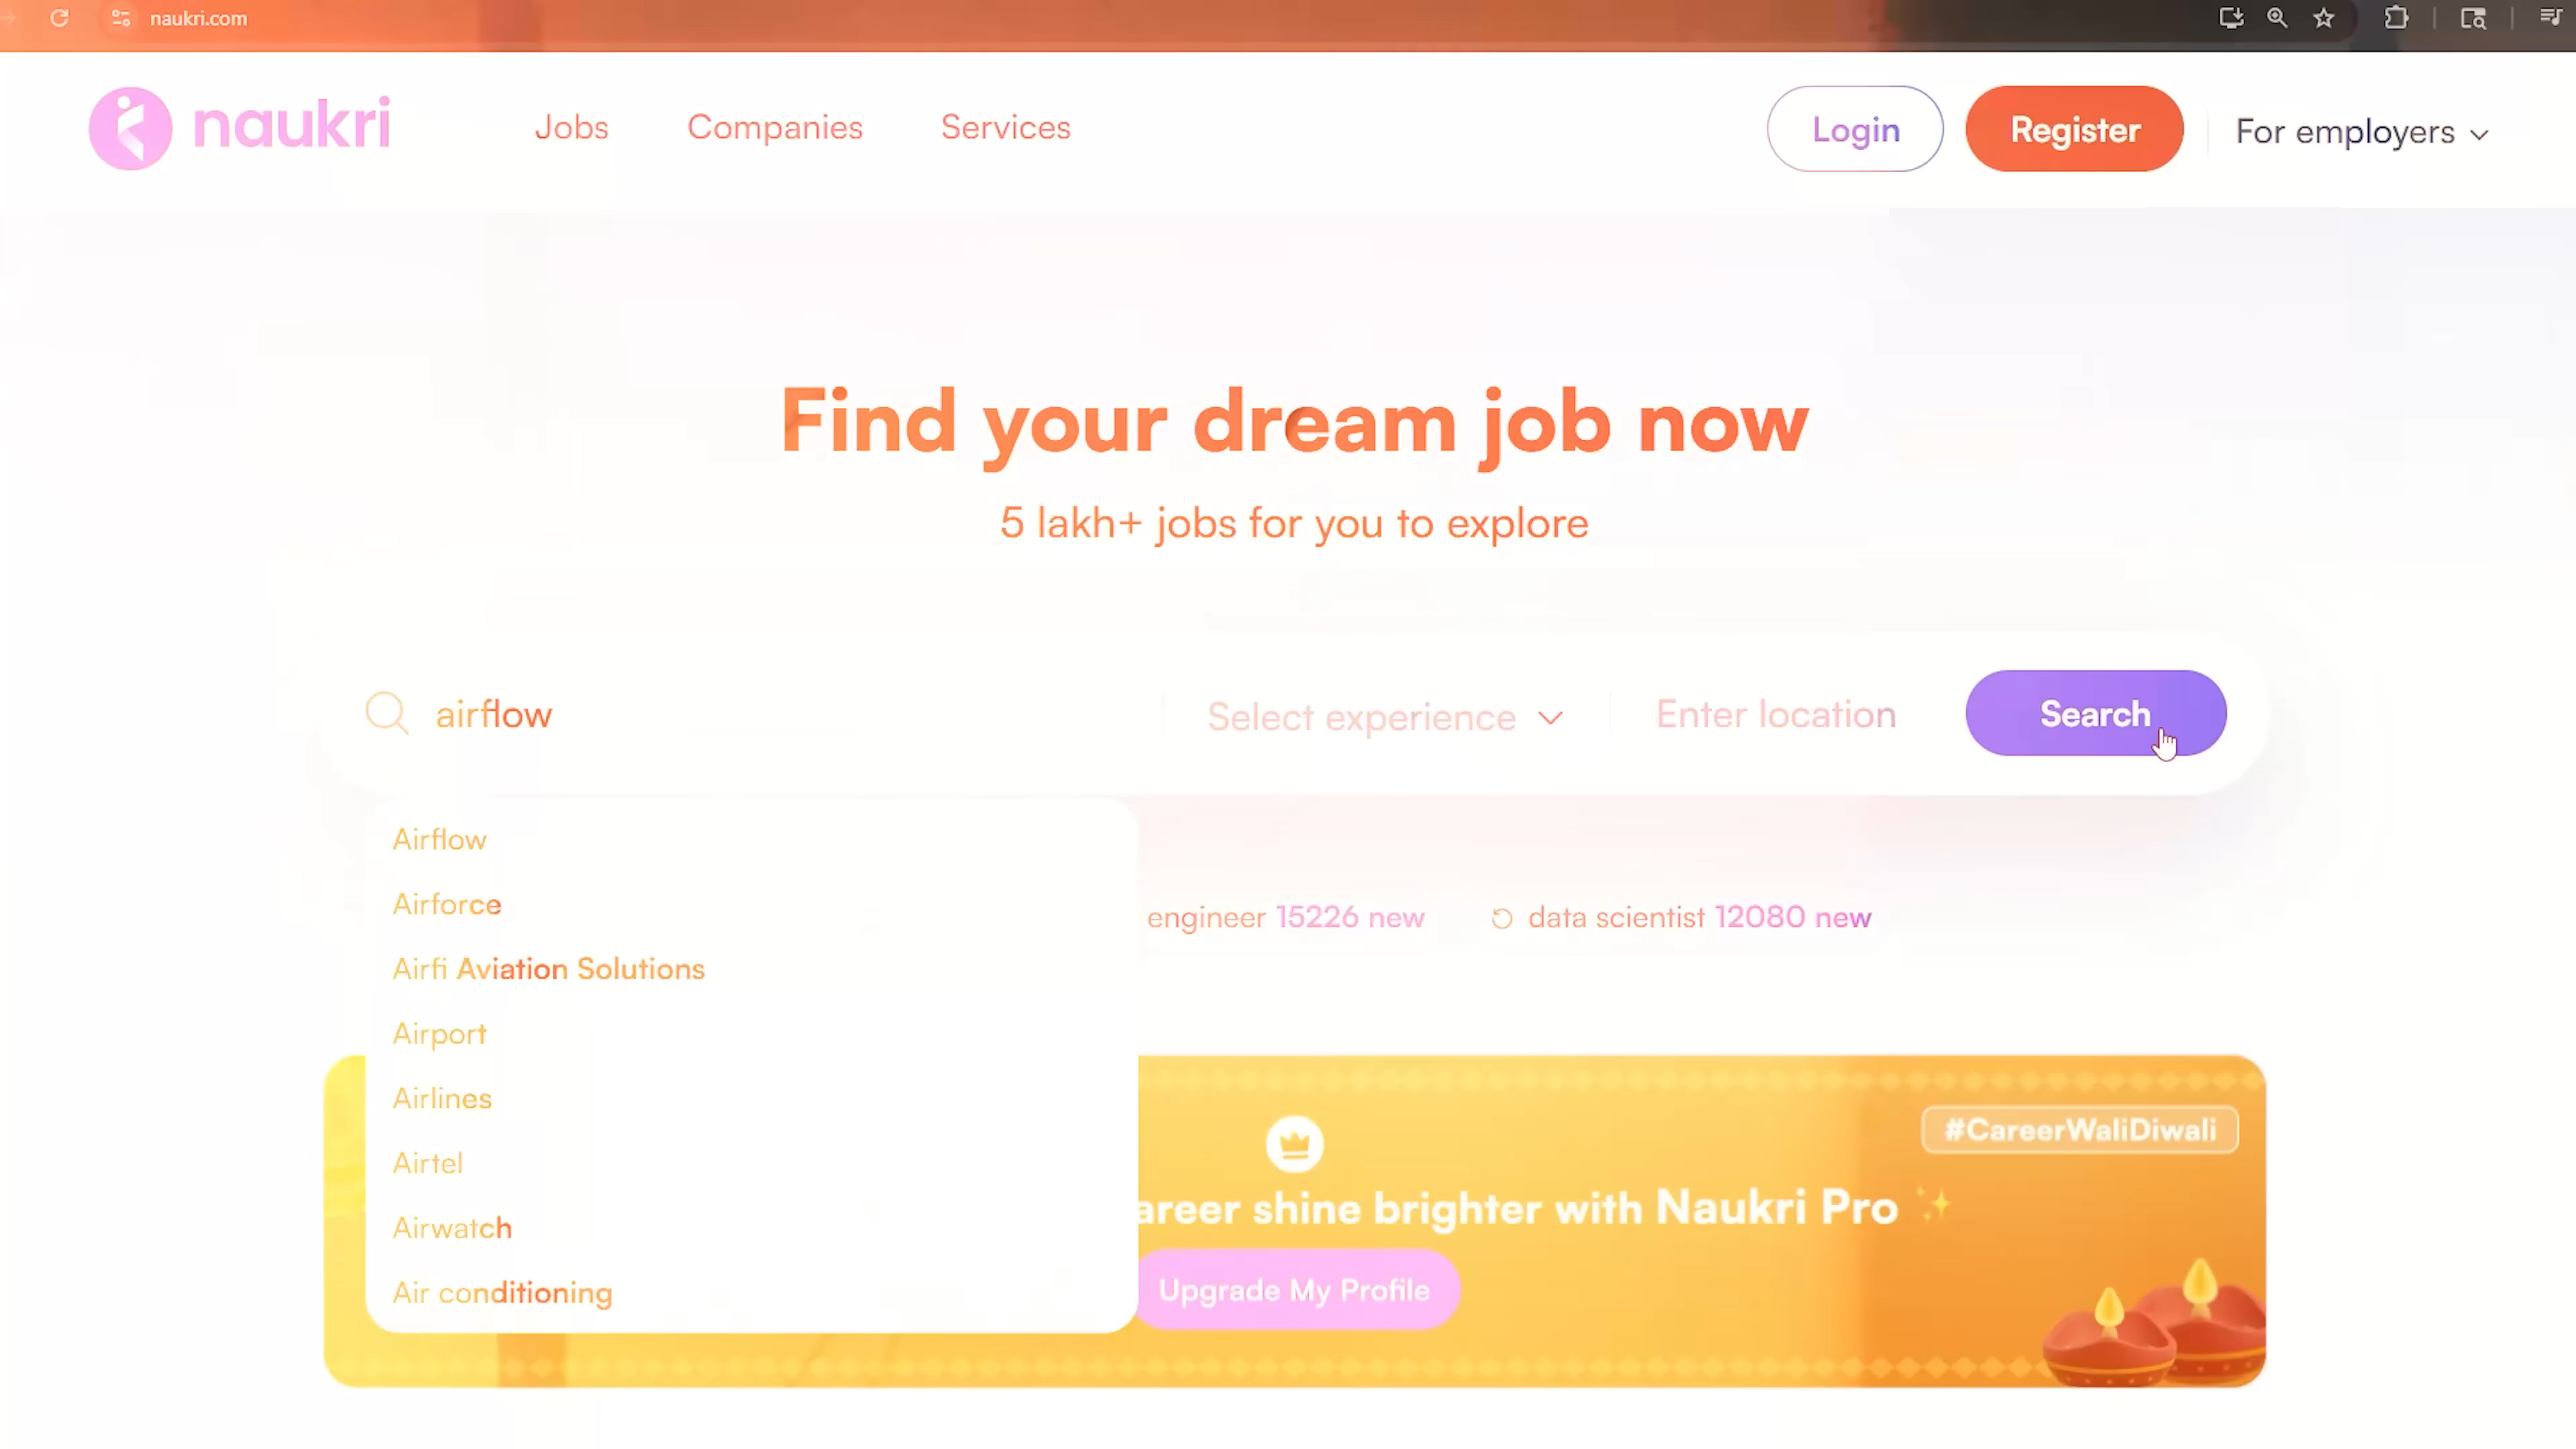 naukri.com
naukri
Jobs
Companies
Services
Login
Register
For employers
Find your dream job now
5 lakh+ jobs for you to explore
airflow
Select experience
Enter location
Search
Airflow
Airforce
Airfi Aviation Solutions
Airport
Airlines
Airtel
Airwatch
Air conditioning
engineer 15226 new
data scientist 12080 new
#CareerWaliDiwali
areer shine brighter with Naukri Pro
Upgrade My Profile